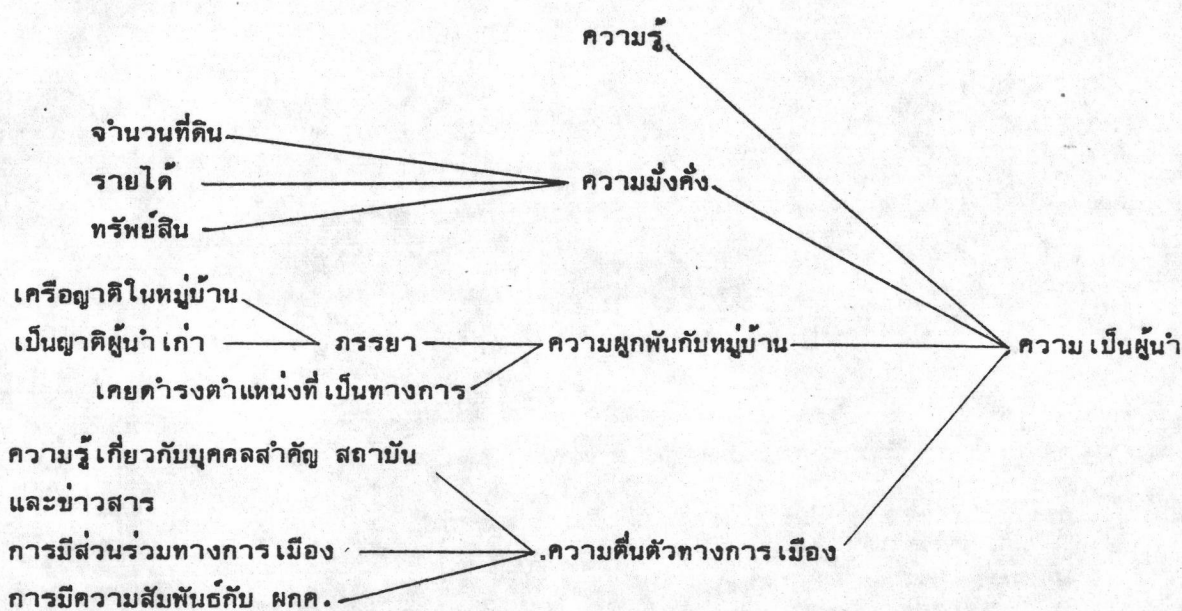 ความรู้
จำนวนที่ดิน
รายได้
ความมั่งคั่ง
ทรัพย์สิน
เครือญาติในหมู่บ้าน
เป็นญาติผู้นำเก่า
ภรรยา
ความผูกพันกับหมู่บ้าน
ความเป็นผู้นำ
เคยดำรงตำแหน่งที่เป็นทางการ
ความรู้เกี่ยวกับบุคคลสำคัญ สถาบัน
และข่าวสาร
การมีส่วนร่วมทางการเมือง
.ความตื่นตัวทางการเมือง
การมีความสัมพันธ์กับ ผกค.